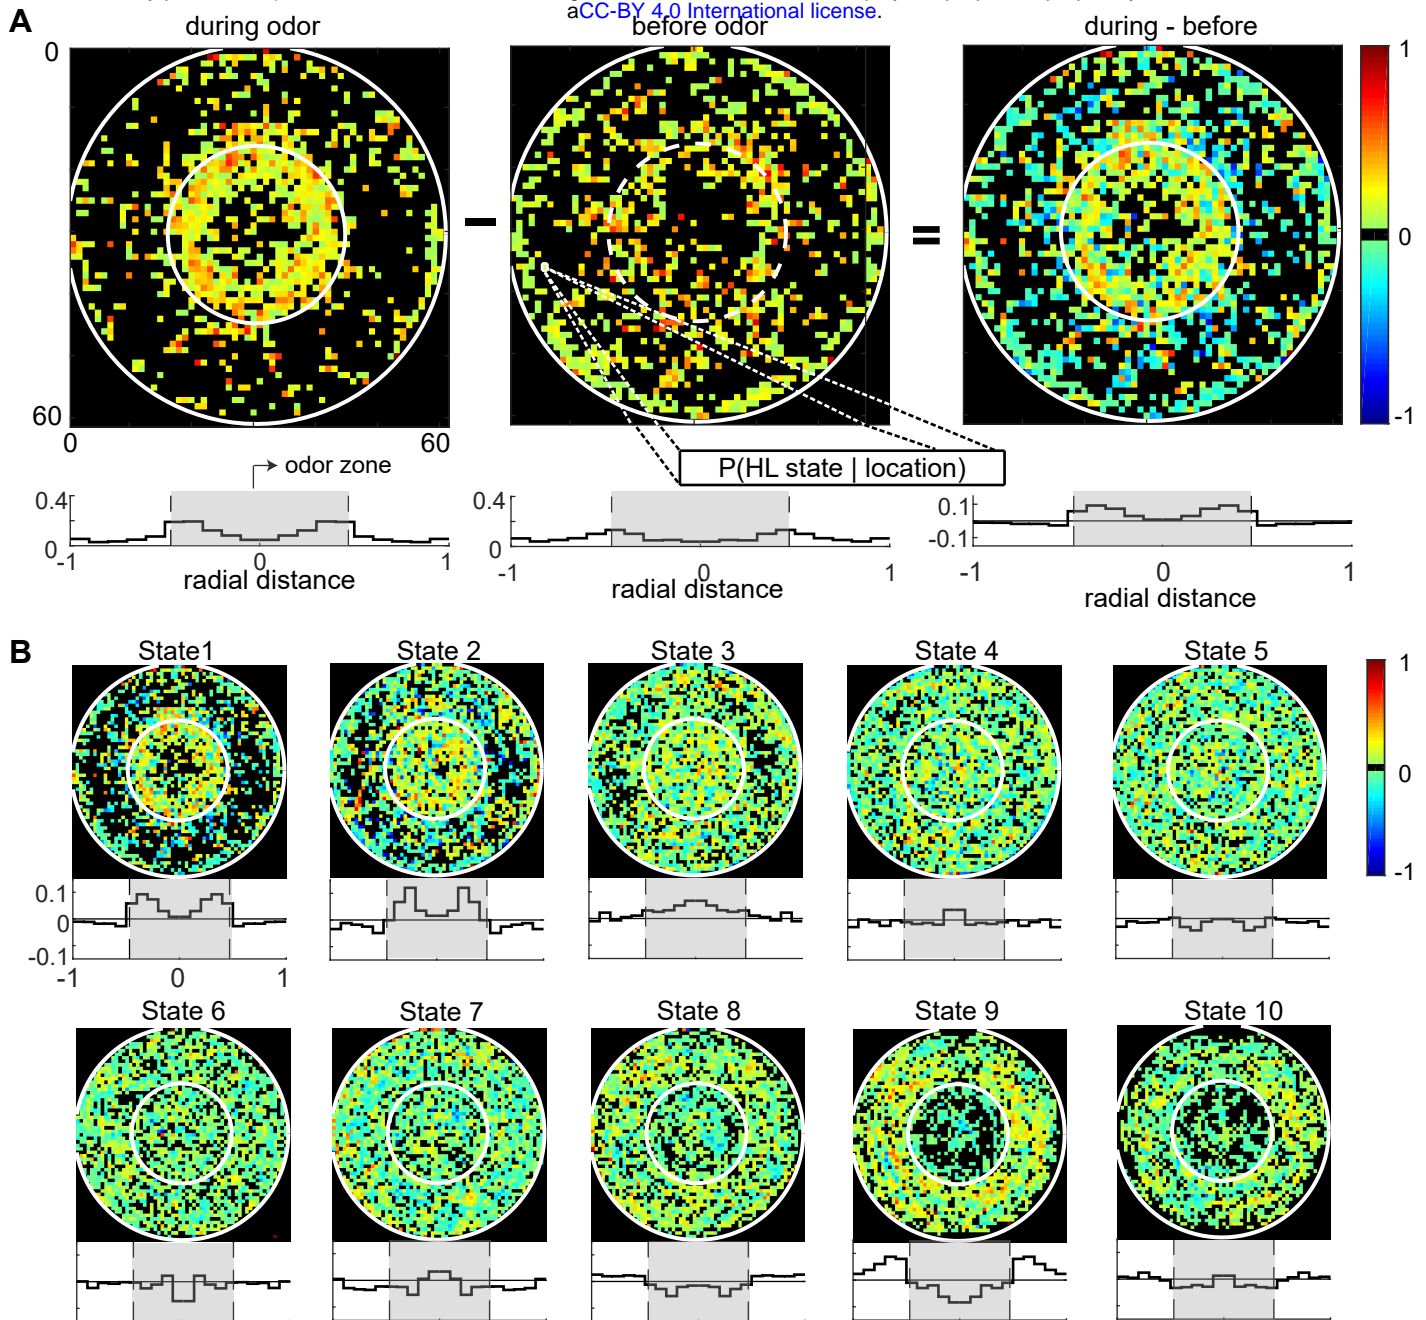 aCC-BY 4.0 International license.
A
during odor
before odor
during - before
0
60
0
60
1
0
-1
P(HL state | location)
odor zone
0.4
0
-1
0
1
radial distance
0.4
0
-1
0
1
radial distance
0.1
-0.1
-1
0
1
radial distance
B
State1
State 2
State 3
State 4
State 5
1
0
-1
0.1
0
-0.1
-1
0
1
State 6
State 7
State 8
State 9
State 10